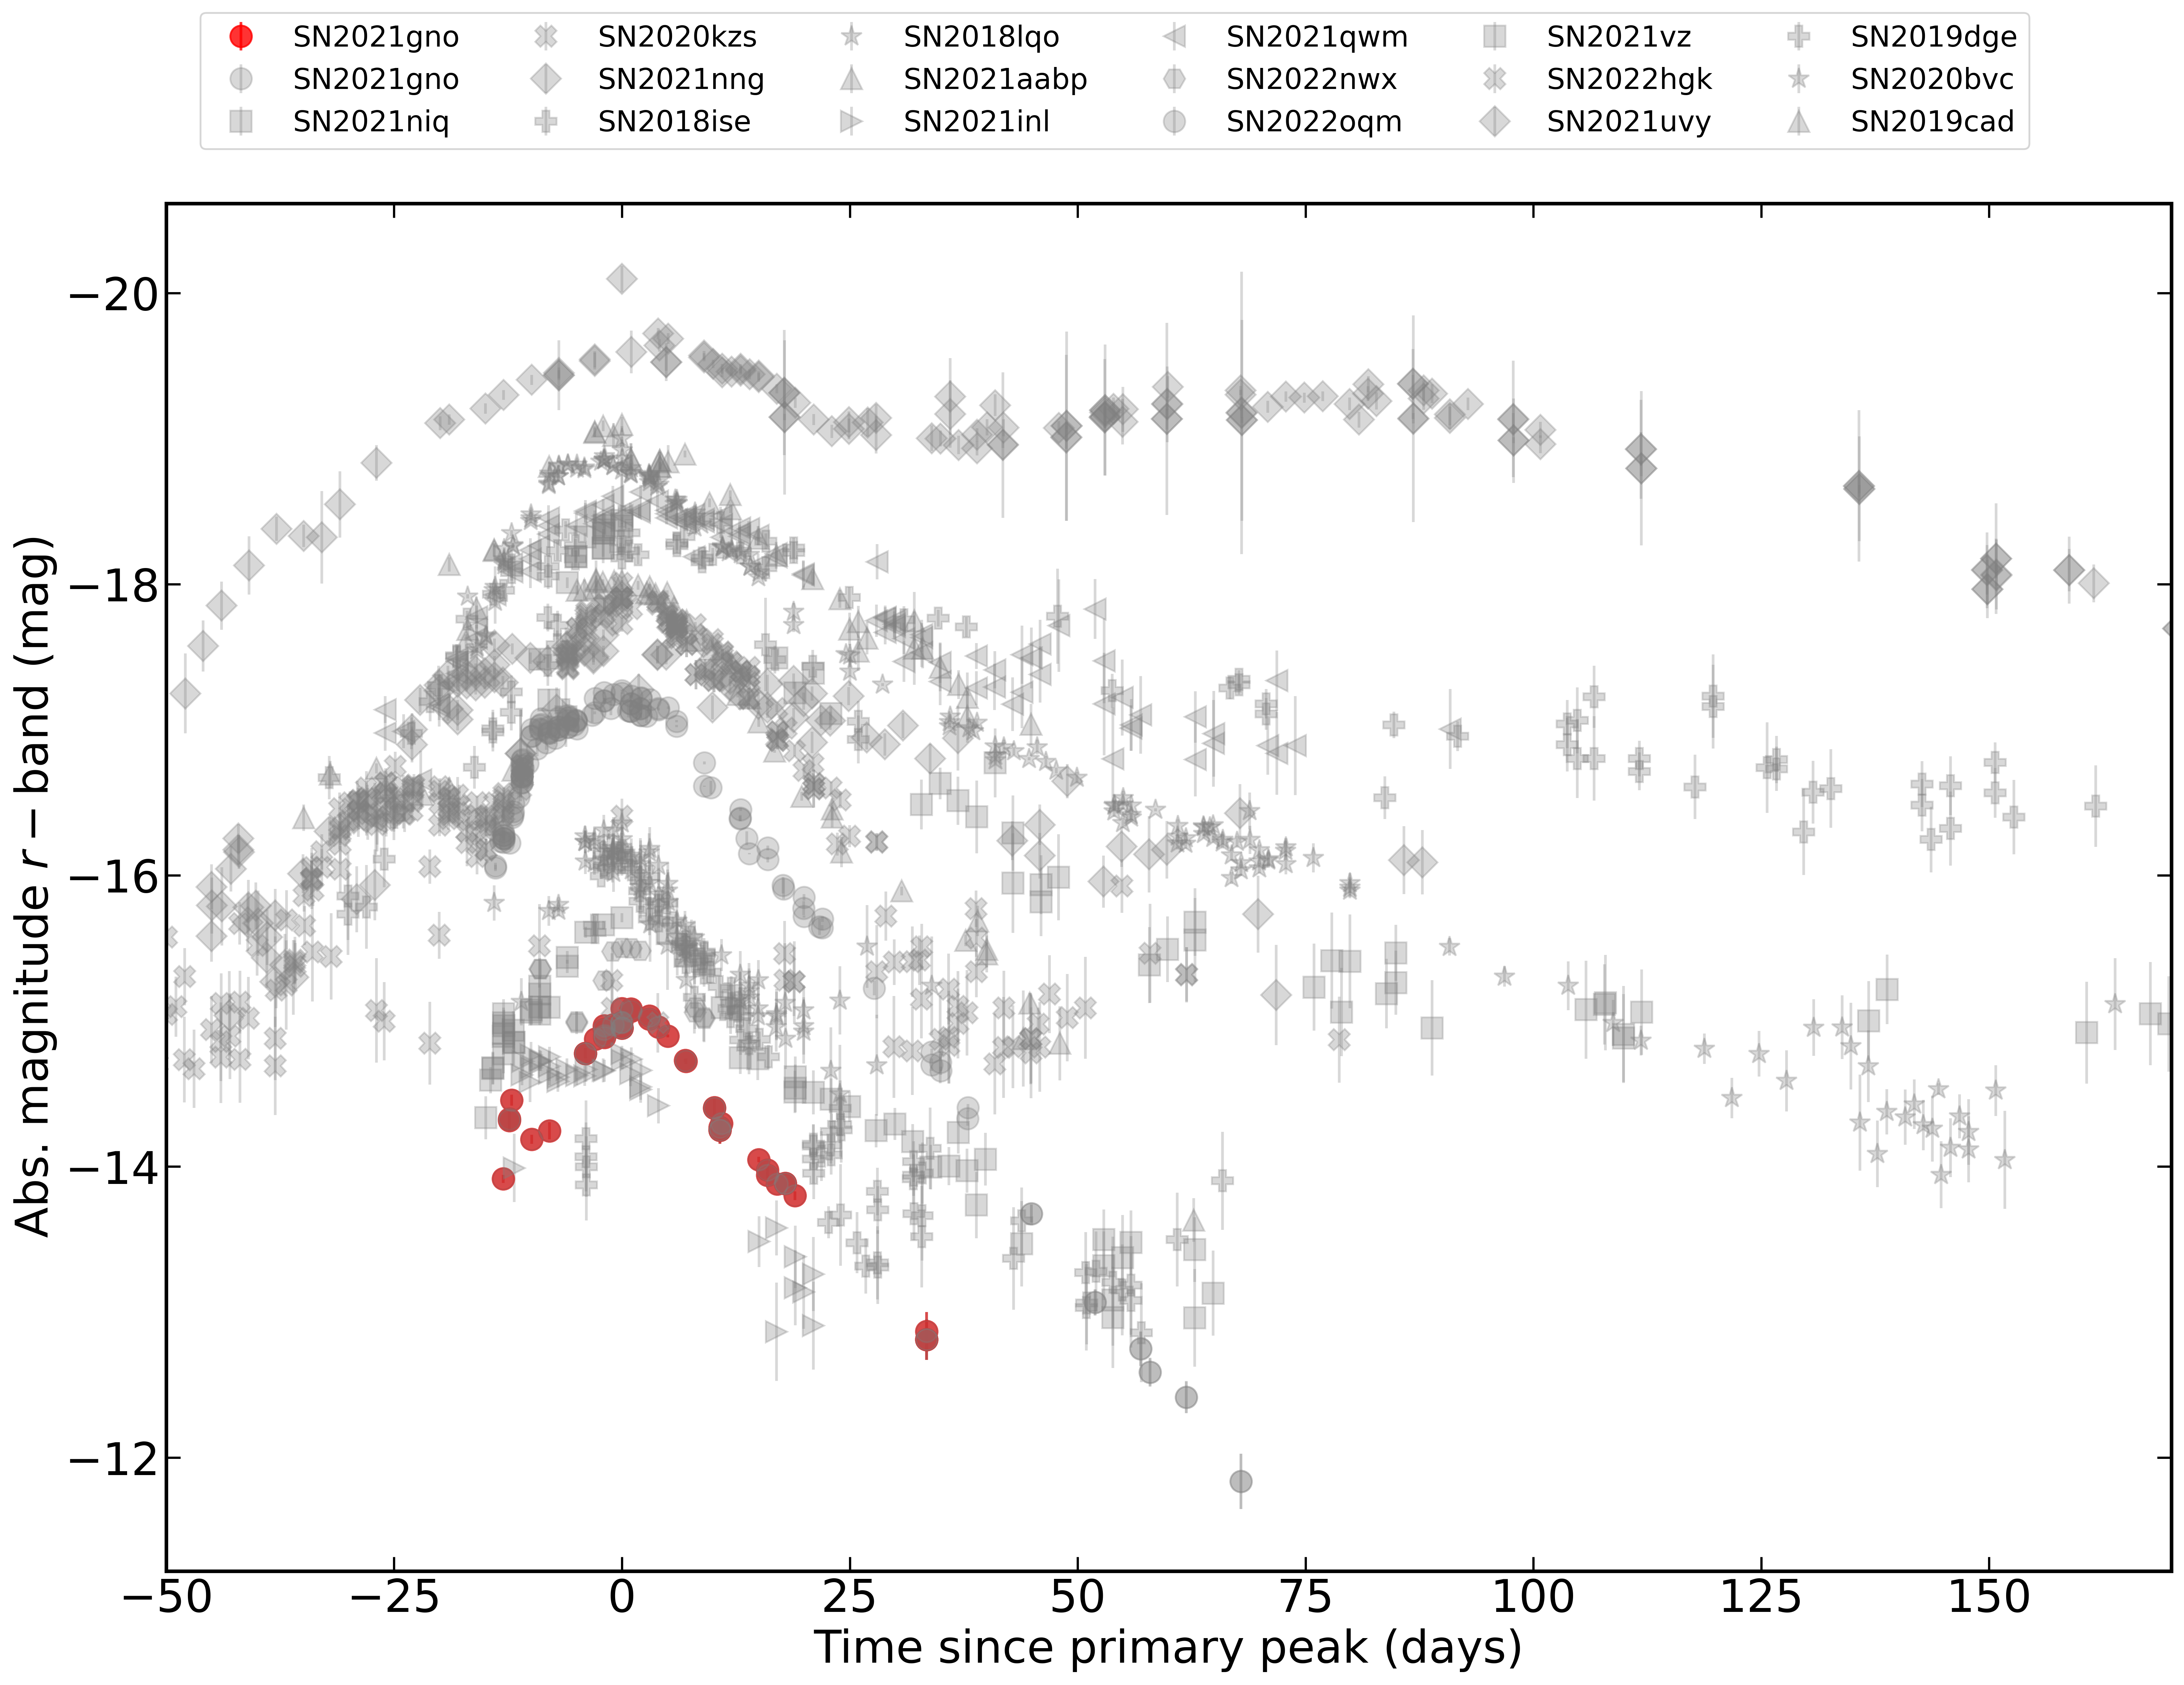 SN2021gno SN2020kzs SN2018lqo SN2021qwm SN2021vz SN2019dge
SN2021gno SN2021nng SN2021aabp SN2022nwx SN2022hgk SN2020bvc
SN2021niq SN2018ise SN2021inl SN2022oqm SN2021uvy SN2019cad
Abs. magnitude r − band (mag)
−20
−18
−16
−14
−12
−50 −25 0 25 50 75 100 125 150
Time since primary peak (days)